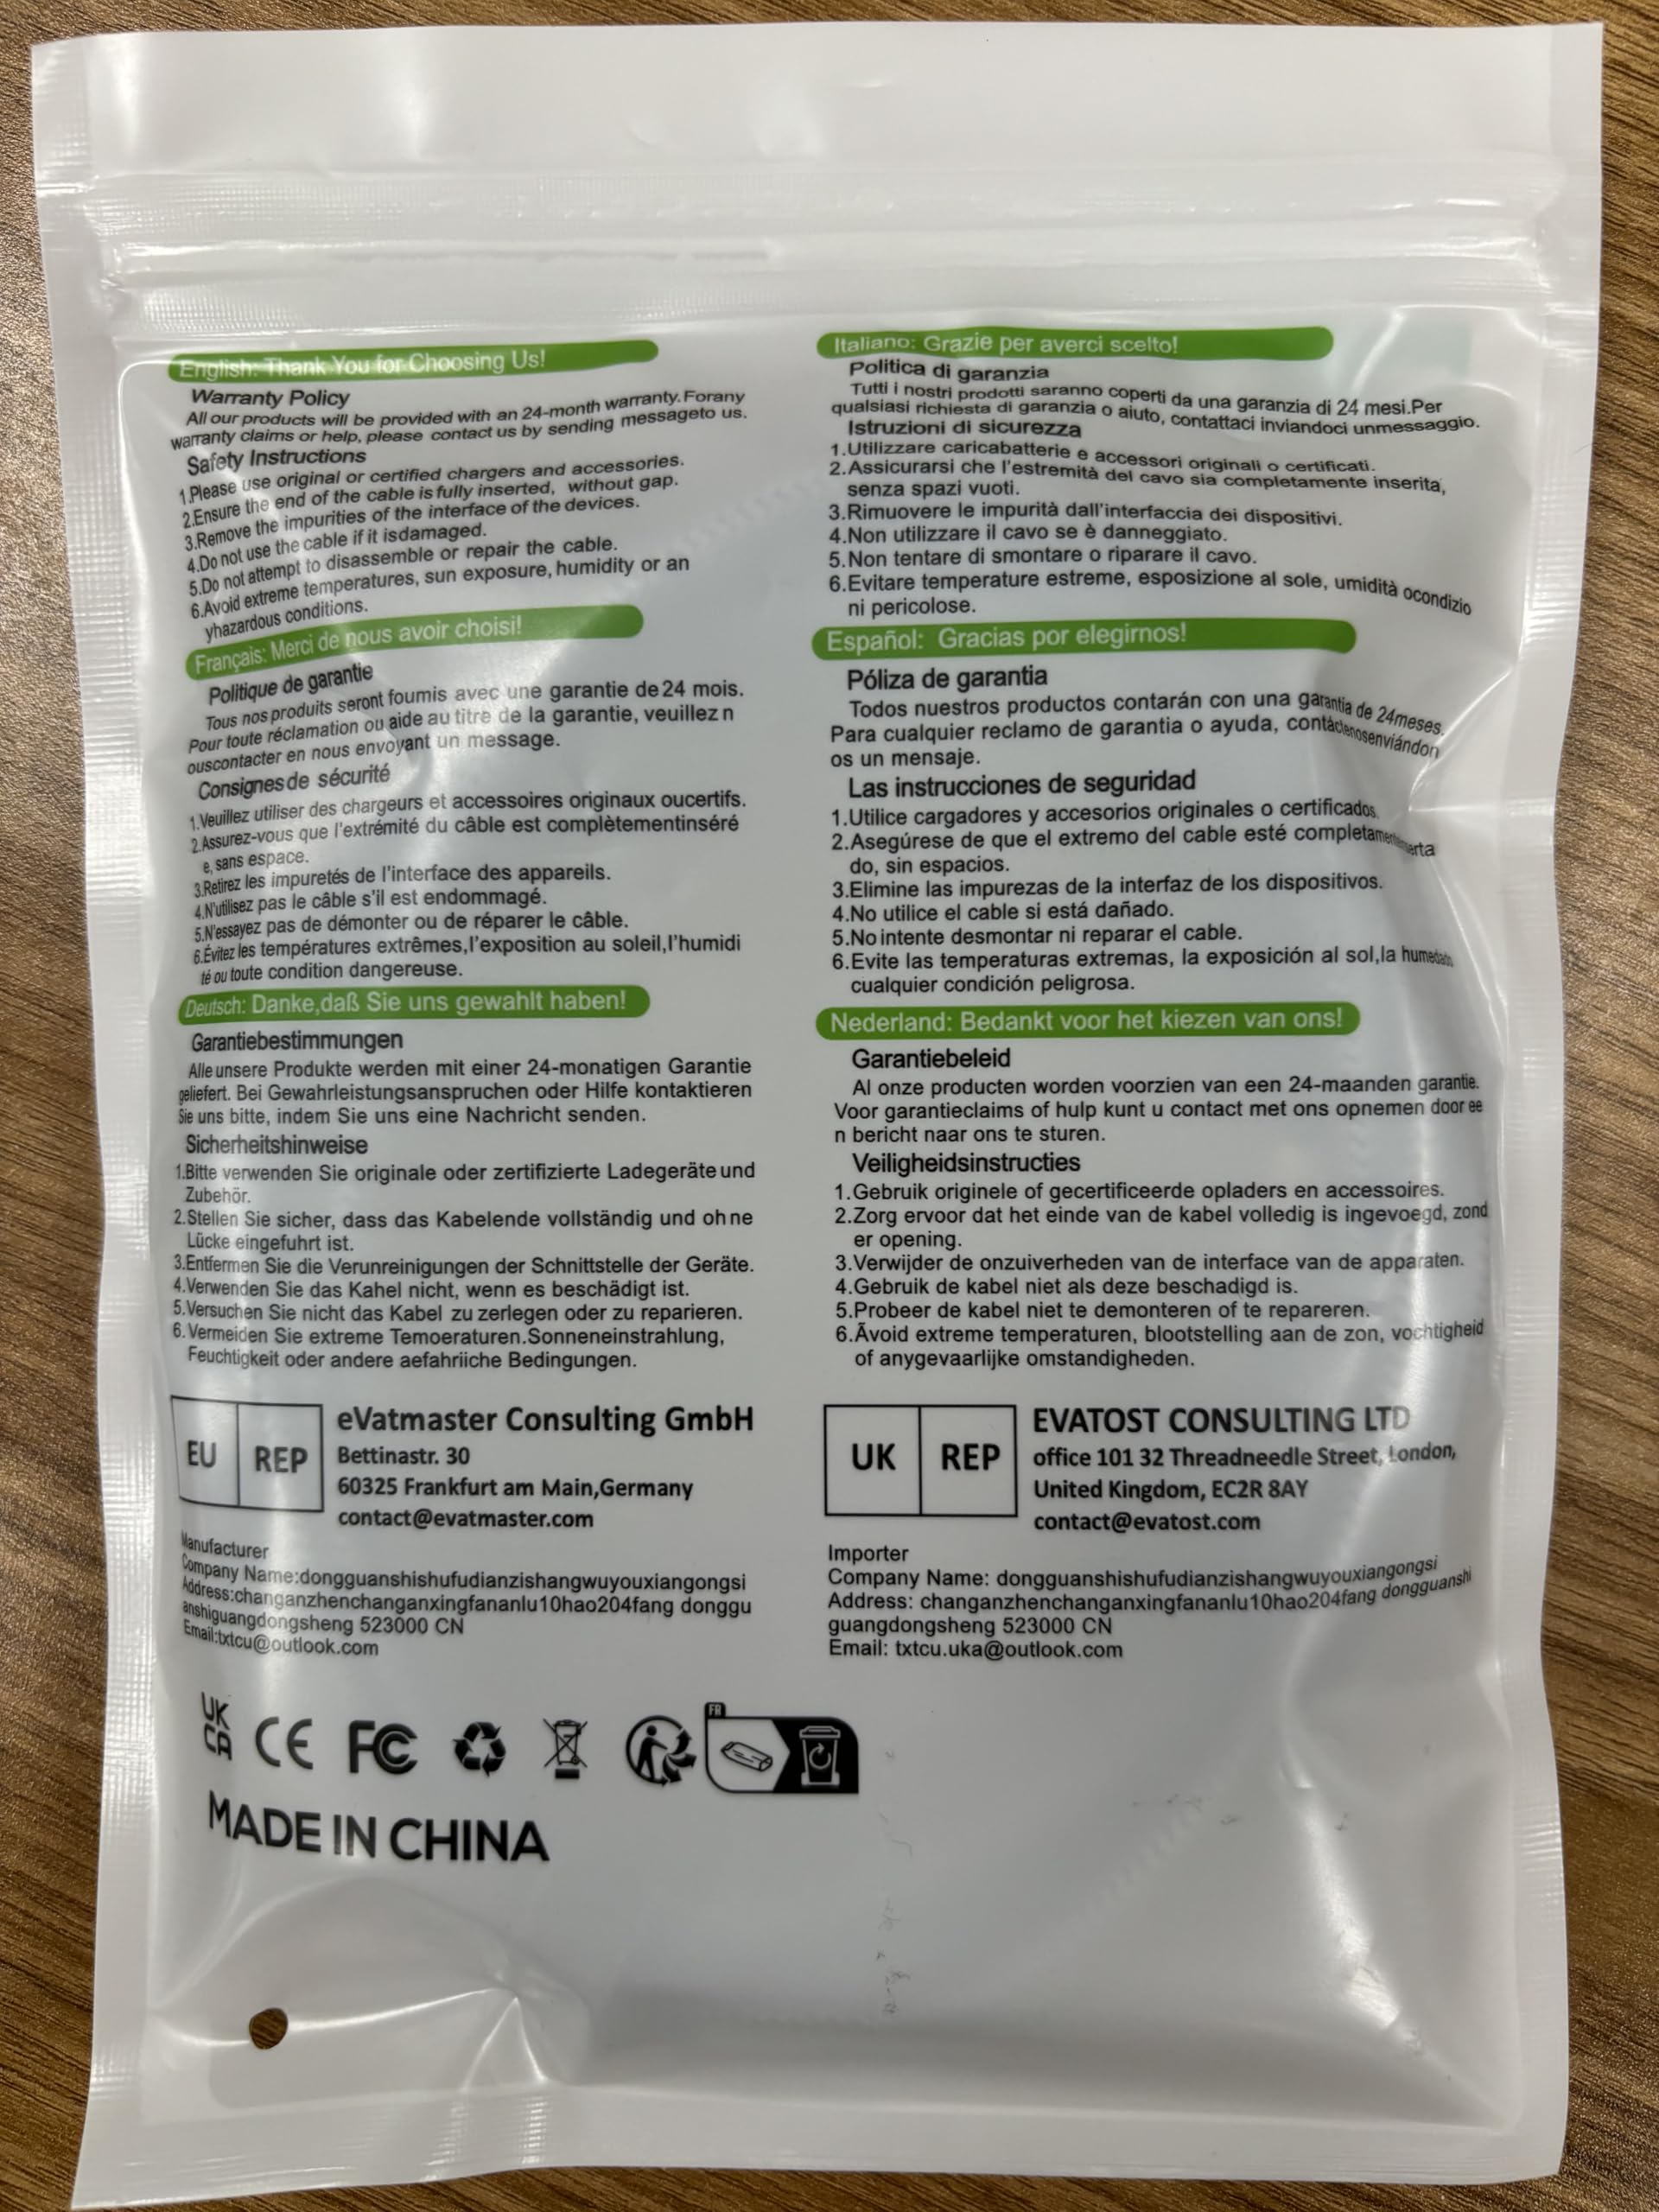 English: Thank You for Choosing Us!
Warranty Policy
All our products will be provided with an 24-month warranty.Forany
warranty claims or help, please contact us by sending messageto us.
Safety Instructions
1.Please use original or certified chargers and accessories.
2.Ensure the end of the cable is fully inserted, without gap.
3.Remove the impurities of the interface of the devices.
4.Do not use the cable if it isdamaged.
5.Do not attempt to disassemble or repair the cable.
6.Avoid extreme temperatures, sun exposure, humidity or an
yhazardous conditions.
Français: Merci de nous avoir choisi!
Politique de garantie
Tous nos produits seront foumis avec une garantie de 24 mois.
Pour toute réclamation ou aide au titre de la garantie, veuillez n
ouscontacter en nous envoyant un message.
Consignes de sécurité
1.Veuillez utiliser des chargeurs et accessoires originaux oucertifs.
2.Assurez-vous que l'extrémité du câble est complètementinséré
e, sans espace.
3.Retirez les impuretés de l'interface des appareils.
4.N'utilisez pas le câble s'il est endommagé.
5.N'essayez pas de démonter ou de réparer le câble.
6.Évitez les températures extrêmes,l'exposition au soleil,l'humidi
té ou toute condition dangereuse.
Deutsch: Danke,daß Sie uns gewahlt haben!
Garantiebestimmungen
Alle unsere Produkte werden mit einer 24-monatigen Garantie
geliefert. Bei Gewahrleistungsanspruchen oder Hilfe kontaktieren
Sie uns bitte, indem Sie uns eine Nachricht senden.
Sicherheitshinweise
1.Bitte verwenden Sie originale oder zertifizierte Ladegeräte und
Zubehör.
2.Stellen Sie sicher, dass das Kabelende vollständig und ohne
Lücke eingefuhrt ist.
3.Entfermen Sie die Verunreinigungen der Schnittstelle der Geräte.
4.Verwenden Sie das Kahel nicht, wenn es beschädigt ist.
5.Versuchen Sie nicht das Kabel zu zerlegen oder zu reparieren.
6.Vermeiden Sie extreme Temoeraturen.Sonneneinstrahlung,
Feuchtigkeit oder andere aefahriiche Bedingungen.
EU REP
eVatmaster Consulting GmbH
Bettinastr. 30
60325 Frankfurt am Main,Germany
contact@evatmaster.com
Manufacturer
Company Name:dongguanshishufudianzishangwuyouxiangongsi
Address:changanzhenchanganxingfananlu10hao204fang donggu
anshiguangdongsheng 523000 CN
Email:txtcu@outlook.com
Italiano: Grazie per averci scelto!
Politica di garanzia
Tutti i nostri prodotti saranno coperti da una garanzia di 24 mesi.Per
qualsiasi richiesta di garanzia o aiuto, contattaci inviandoci unmessaggio.
Istruzioni di sicurezza
1.Utilizzare caricabatterie e accessori originali o certificati.
2.Assicurarsi che l'estremità del cavo sia completamente inserita,
senza spazi vuoti.
3.Rimuovere le impurità dall'interfaccia dei dispositivi.
4.Non utilizzare il cavo se è danneggiato.
5.Non tentare di smontare o riparare il cavo.
6.Evitare temperature estreme, esposizione al sole, umidità ocondizio
ni pericolose.
Español: Gracias por elegirnos!
Póliza de garantia
Todos nuestros productos contarán con una garantia de 24meses.
Para cualquier reclamo de garantia o ayuda, contáctenosenviándon
os un mensaje.
Las instrucciones de seguridad
1.Utilice cargadores y accesorios originales o certificados.
2.Asegúrese de que el extremo del cable esté
do, sin espacios.
3.Elimine las impurezas de la interfaz de los dispositivos.
4.No utilice el cable si está dañado.
5.No intente desmontar ni reparar el cable.
6.Evite las temperaturas extremas, la exposición al sol,la
cualquier condición peligrosa.
Nederland: Bedankt voor het kiezen van ons!
Garantiebeleid
Al onze producten worden voorzien van een 24-maanden garantie.
Voor garantieclaims of hulp kunt u contact met ons opnemen door ee
n bericht naar ons te sturen.
Veiligheidsinstructies
1.Gebruik originele of gecertificeerde opladers en accessoires.
2.Zorg ervoor dat het einde van de kabel volledig is ingevoegd, zond
er opening.
3.Verwijder de onzuiverheden van de interface van de apparaten.
4.Gebruik de kabel niet als deze beschadigd is.
5.Probeer de kabel niet te demonteren of te repareren.
6.Ãvoid extreme temperaturen, blootstelling aan de zon, vochtigheid
of anygevaarlijke omstandigheden.
UK REP
EVATOST CONSULTING LTD
office 101 32 Threadneedle Street, London,
United Kingdom, EC2R 8AY
contact@evatost.com
Importer
Company Name: dongguanshishufudianzishangwuyouxiangongsi
Address: changanzhenchanganxingfananlu10hao204fang dongguanshi
guangdongsheng 523000 CN
Email: txtcu.uka@outlook.com
UK
CA CE FC FR
MADE IN CHINA